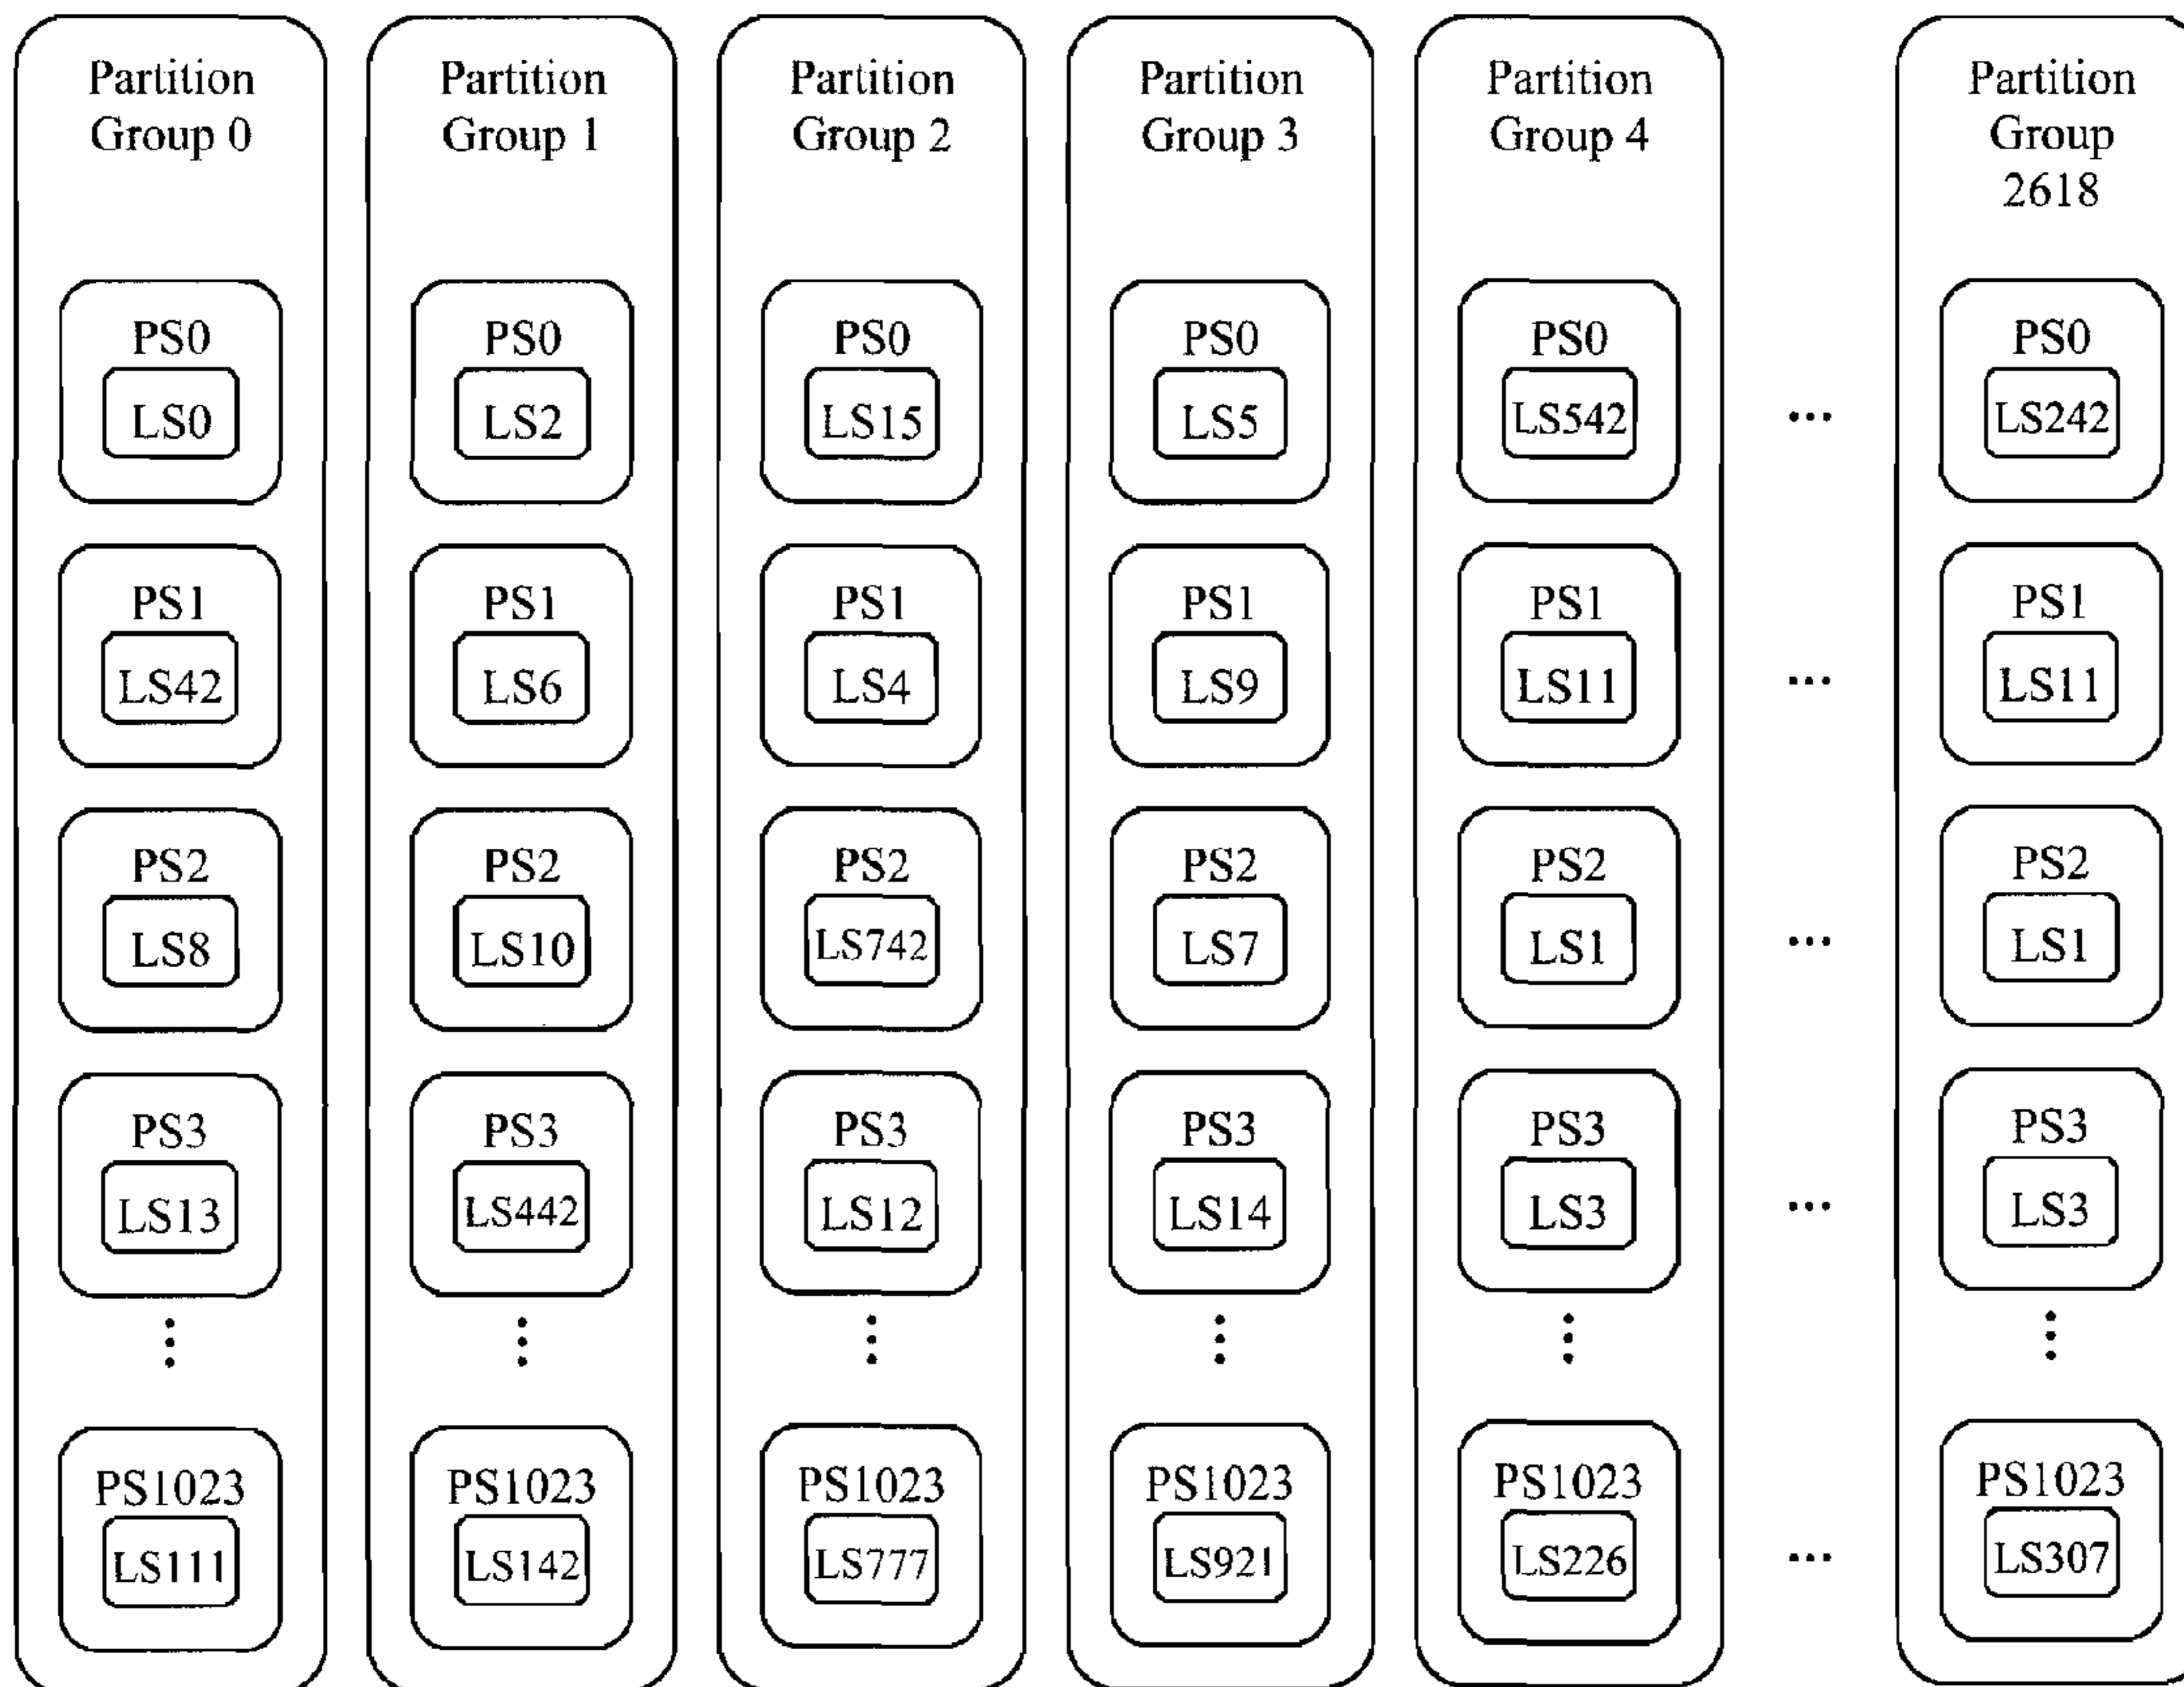 Partition
Group 0
PS0
LS0
PS1
LS42
PS2
LS8
PS3
LS13
PS1023
LS111
Partition
Group 1
PS0
LS2
PS1
LS6
PS2
LS10
PS3
LS442
PS1023
LS142
Partition
Group 2
PS0
LS15
PS1
LS4
PS2
LS742
PS3
LS12
PS1023
LS777
Partition
Group 3
PS0
LS5
PS1
LS9
PS2
LS7
PS3
LS14
PS1023
LS921
Partition
Group 4
PS0
LS542
PS1
LS11
PS2
LS1
PS3
LS3
PS1023
LS226
Partition
Group
2618
PS0
LS242
PS1
LS11
PS2
LS1
PS3
LS3
PS1023
LS307